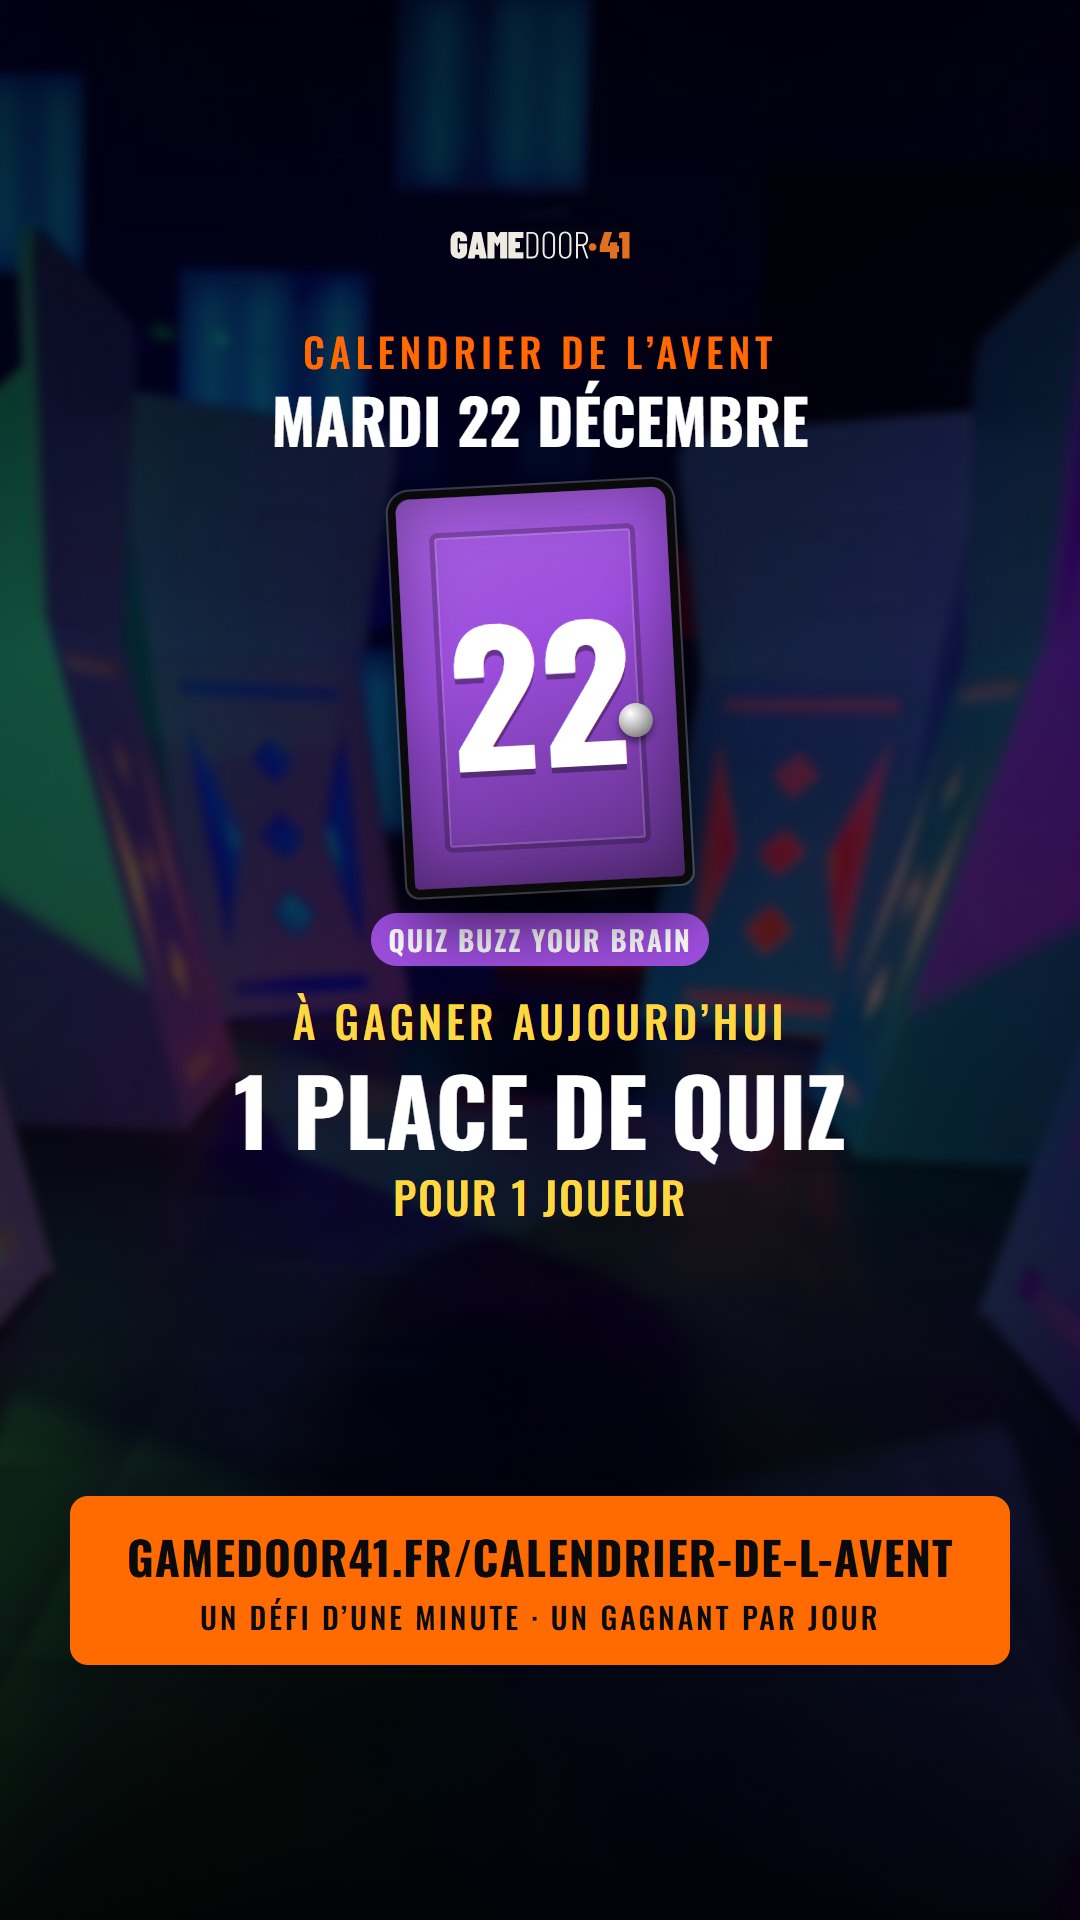 GAMEDOOR·41
CALENDRIER DE L’AVENT
MARDI 22 DÉCEMBRE
22
QUIZ BUZZ YOUR BRAIN
À GAGNER AUJOURD’HUI
1 PLACE DE QUIZ
POUR 1 JOUEUR
GAMEDOOR41.FR/CALENDRIER-DE-L-AVENT
UN DÉFI D’UNE MINUTE · UN GAGNANT PAR JOUR